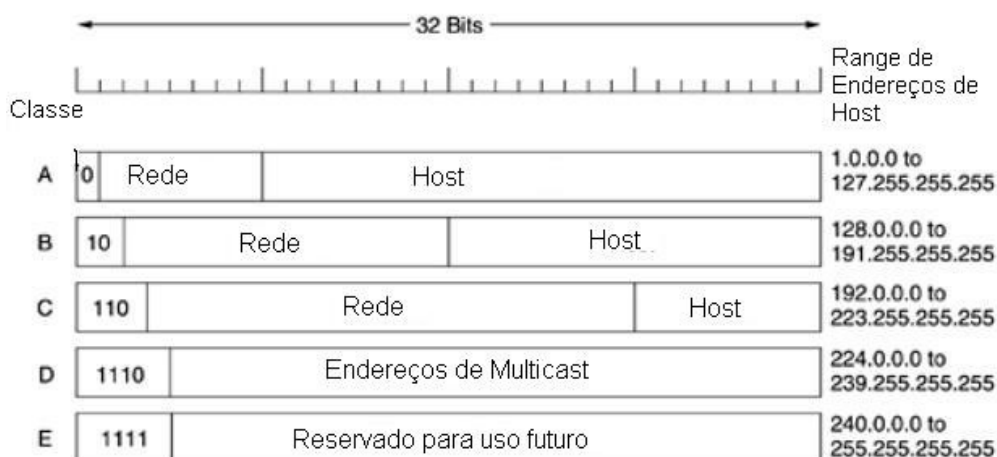 32 Bits
Range de
Endereços de
Host
Classe
A 0 Rede Host 1.0.0.0 to
127.255.255.255
B 10 Rede Host 128.0.0.0 to
191.255.255.255
C 110 Rede Host 192.0.0.0 to
223.255.255.255
D 1110 Endereços de Multicast 224.0.0.0 to
239.255.255.255
E 1111 Reservado para uso futuro 240.0.0.0 to
255.255.255.255